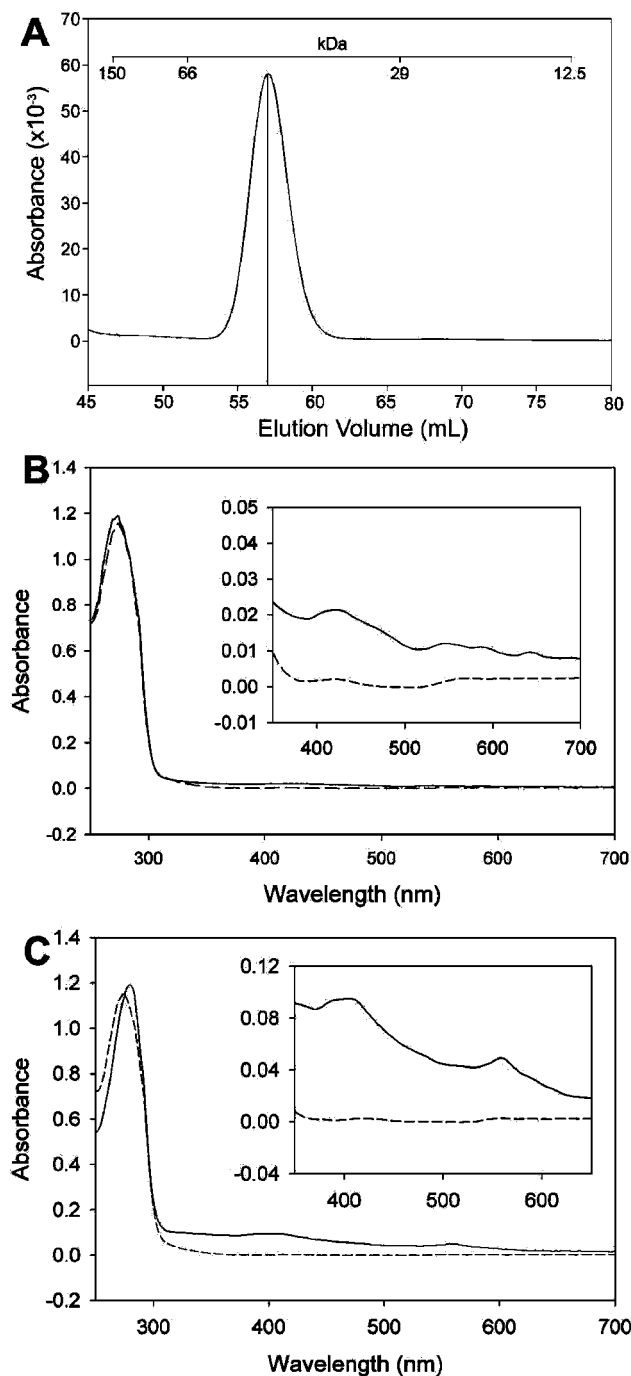 A
kDa
150 66 29 12.5
Absorbance (x10⁻³)
70
60
50
40
30
20
10
0
45 50 55 60 65 70 75 80
Elution Volume (mL)
B
Absorbance
1.4
1.2
1.0
0.8
0.6
0.4
0.2
0.0
-0.2
300 400 500 600 700
Wavelength (nm)
0.05
0.04
0.03
0.02
0.01
0.00
-0.01
400 500 600 700
C
Absorbance
1.4
1.2
1.0
0.8
0.6
0.4
0.2
0.0
-0.2
300 400 500 600 700
Wavelength (nm)
0.12
0.08
0.04
0.00
-0.04
400 500 600